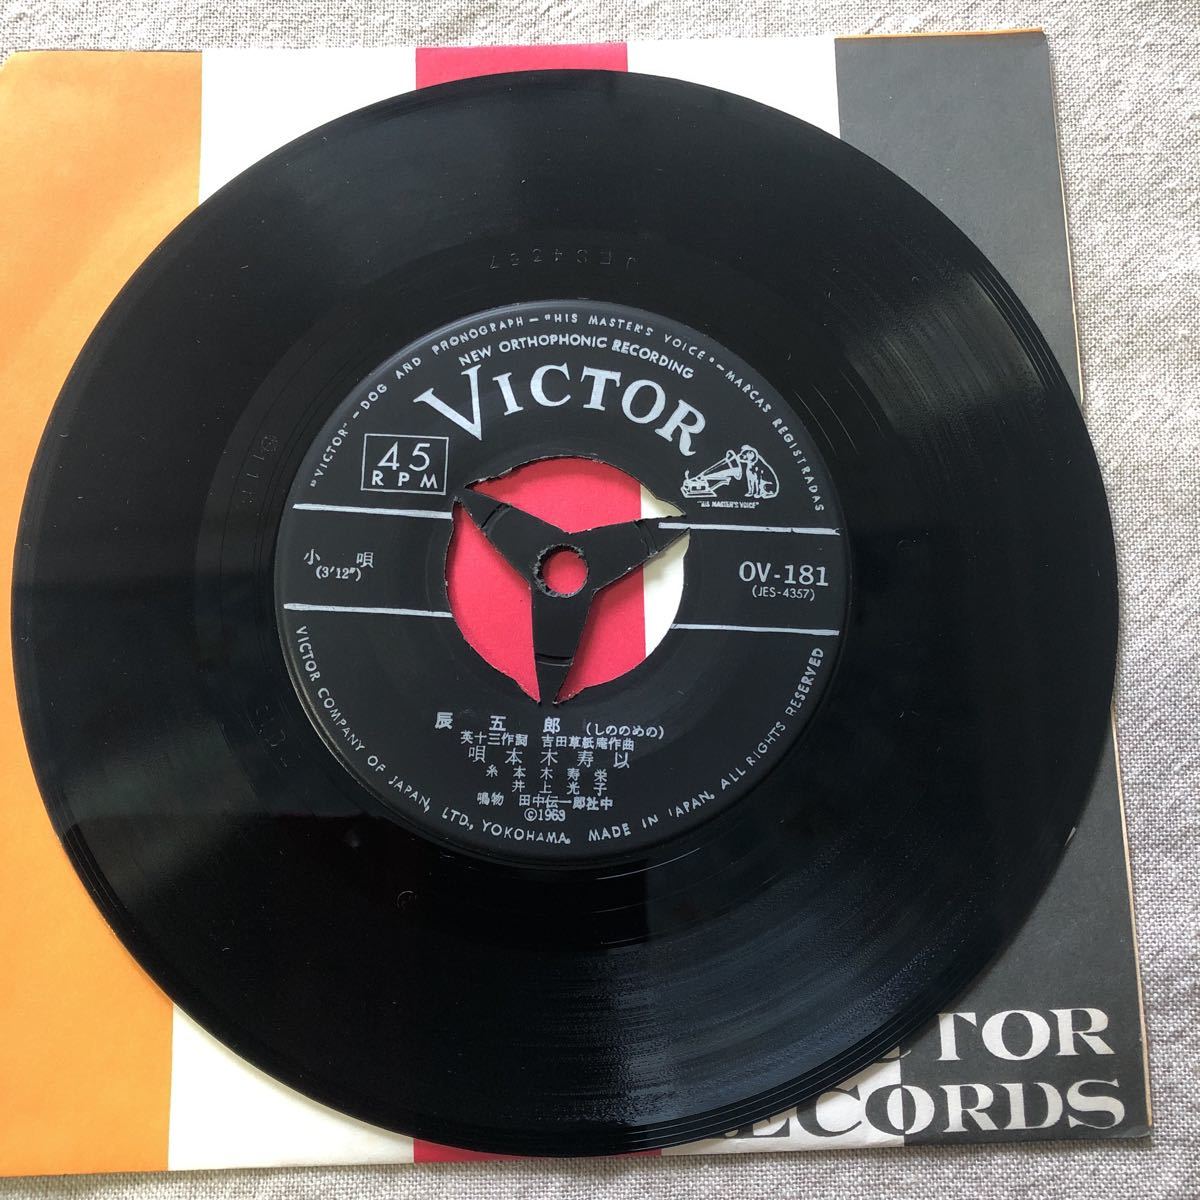 "VICTOR"-DOG AND PHONOGRAPH-"HIS MASTER'S VOICE"-MARCAS REGISTRADAS
NEW ORTHOPHONIC RECORDING
VICTOR
45
RPM
"HIS MASTER'S VOICE"
小唄
(3'12")
OV-181
(JES-4357)
辰五郎(しののめの)
英十三作詞 吉田草紙庵作曲
唄 本木寿以
糸 本木寿栄
井上光子
鳴物 田中伝一郎社中
©1963
VICTOR COMPANY OF JAPAN, LTD., YOKOHAMA. MADE IN JAPAN. ALL RIGHTS RESERVED
JES4357
CTOR
RECORDS